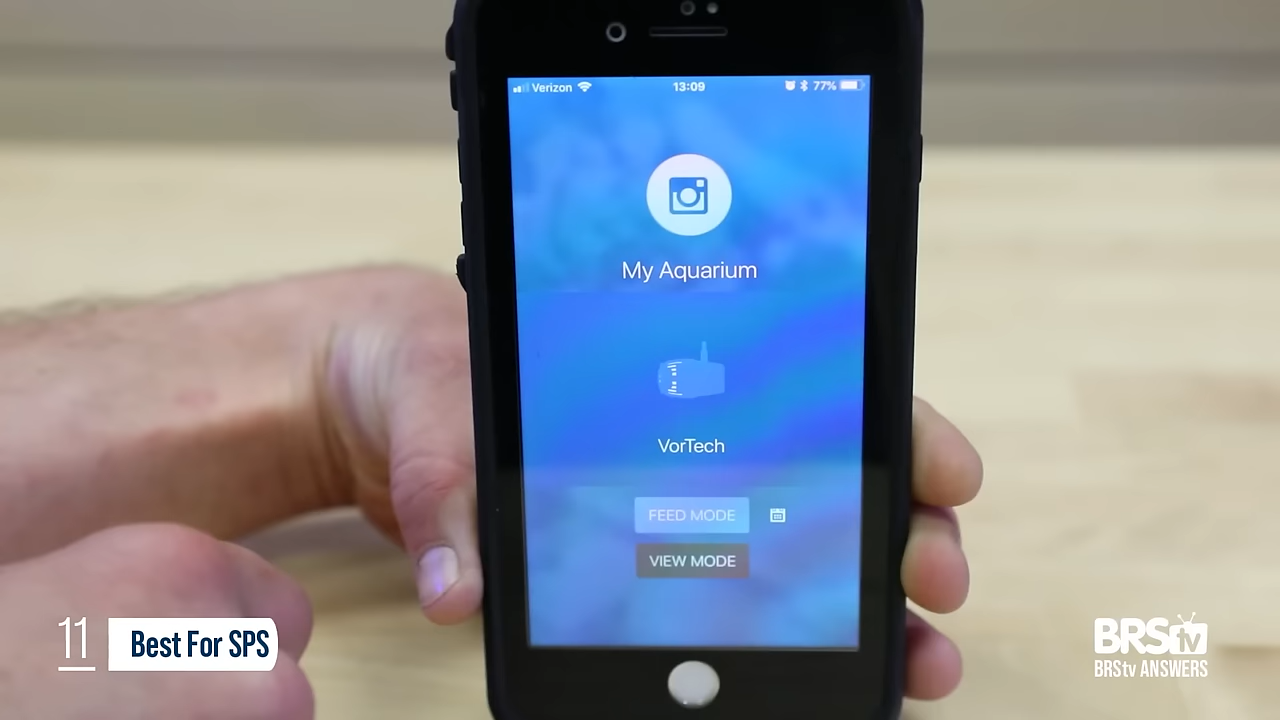 Verizon
13:09
77%
My Aquarium
VorTech
FEED MODE
VIEW MODE
11
Best For SPS
BRStv
BRStv ANSWERS